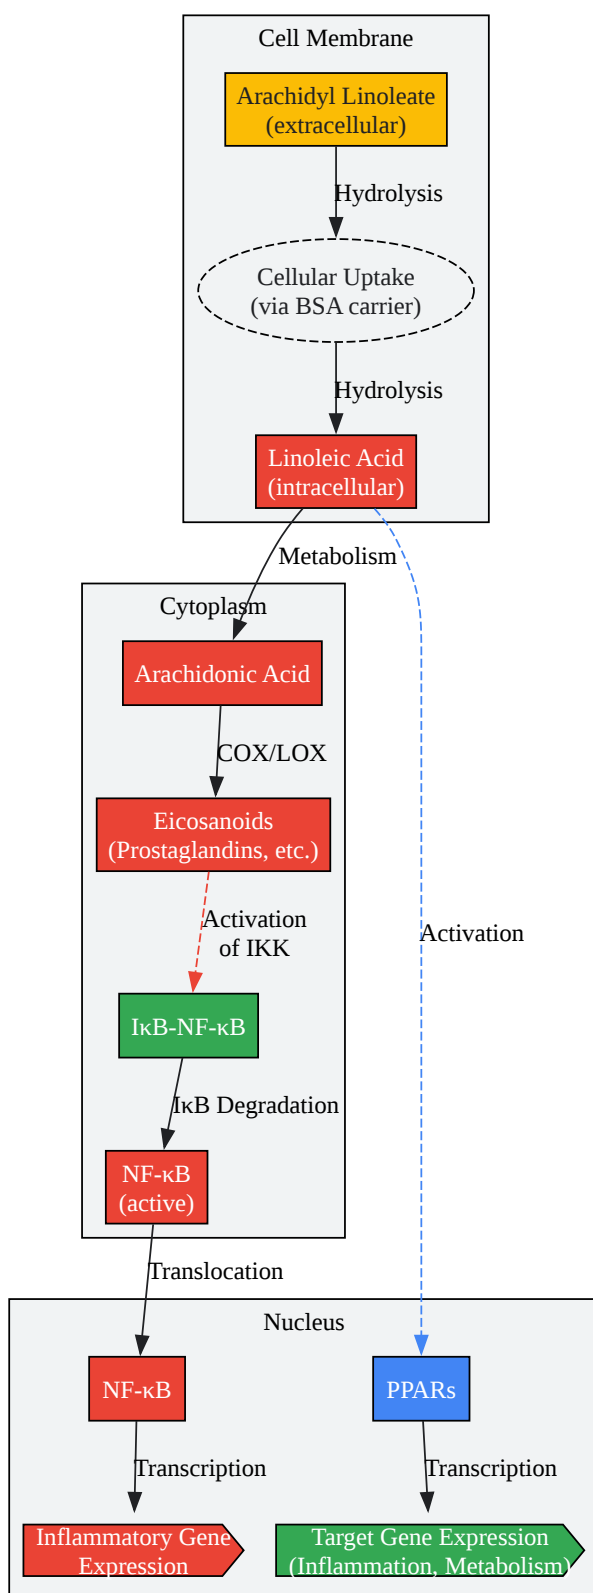 Cell Membrane
Arachidyl Linoleate
(extracellular)
Hydrolysis
Cellular Uptake
(via BSA carrier)
Hydrolysis
Linoleic Acid
(intracellular)
Metabolism
Cytoplasm
Arachidonic Acid
COX/LOX
Eicosanoids
(Prostaglandins, etc.)
Activation
of IKK
Activation
IκB-NF-κB
IκB Degradation
NF-κB
(active)
Translocation
Nucleus
NF-κB
PPARs
Transcription
Transcription
Inflammatory Gene
Expression
Target Gene Expression
(Inflammation, Metabolism)